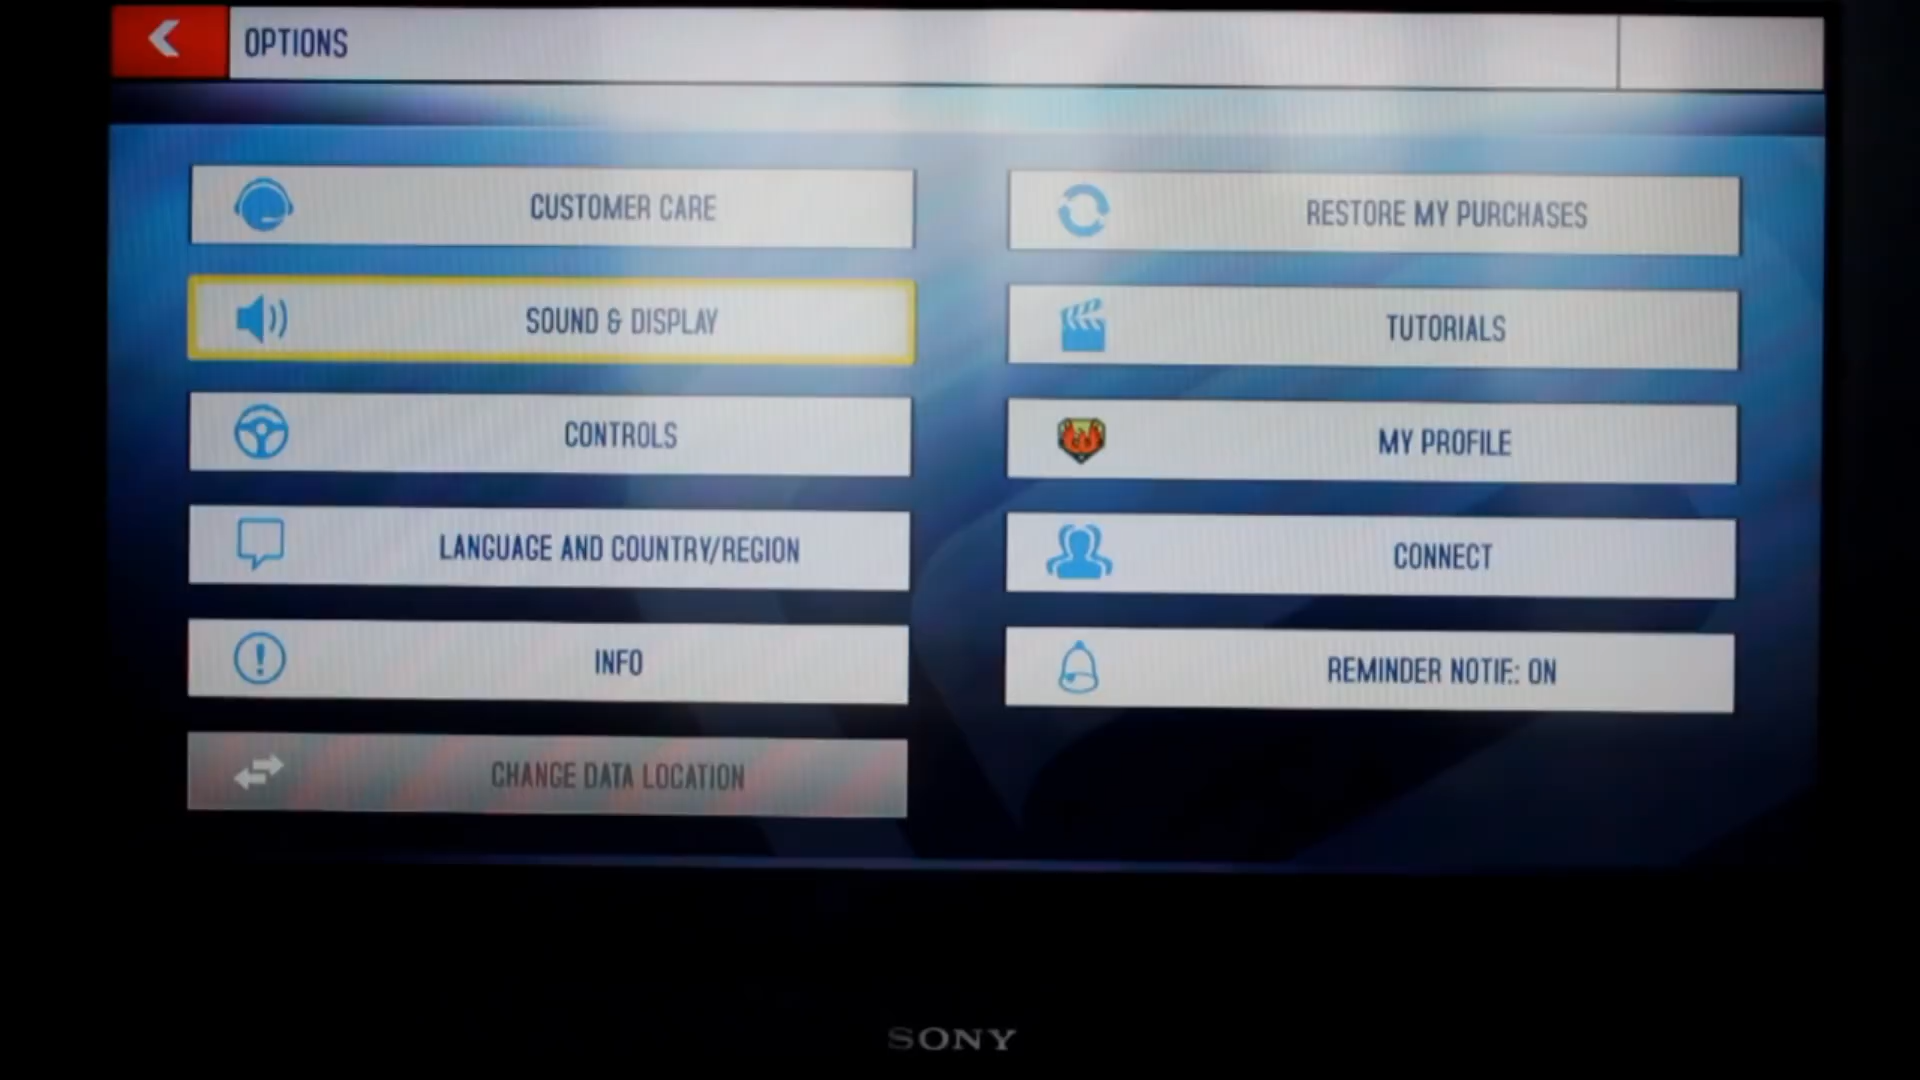 OPTIONS
CUSTOMER CARE
SOUND & DISPLAY
CONTROLS
LANGUAGE AND COUNTRY/REGION
INFO
CHANGE DATA LOCATION
RESTORE MY PURCHASES
TUTORIALS
MY PROFILE
CONNECT
REMINDER NOTIF.: ON
SONY